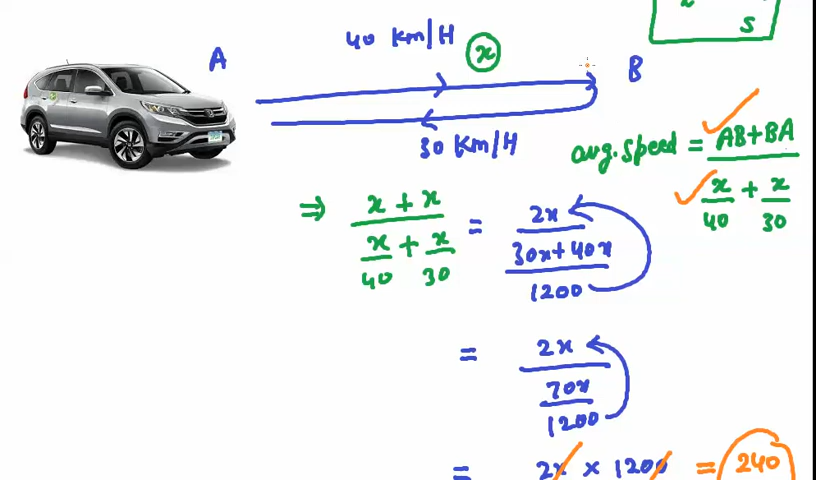 S
40 Km/H
x
A
B
30 Km/H
avg. speed = AB+BA
x/40 + x/30
⇒ x + x / x/40 + x/30 = 2x / 30x+40x / 1200
= 2x / 70x / 1200
= 2x × 1200 = 240